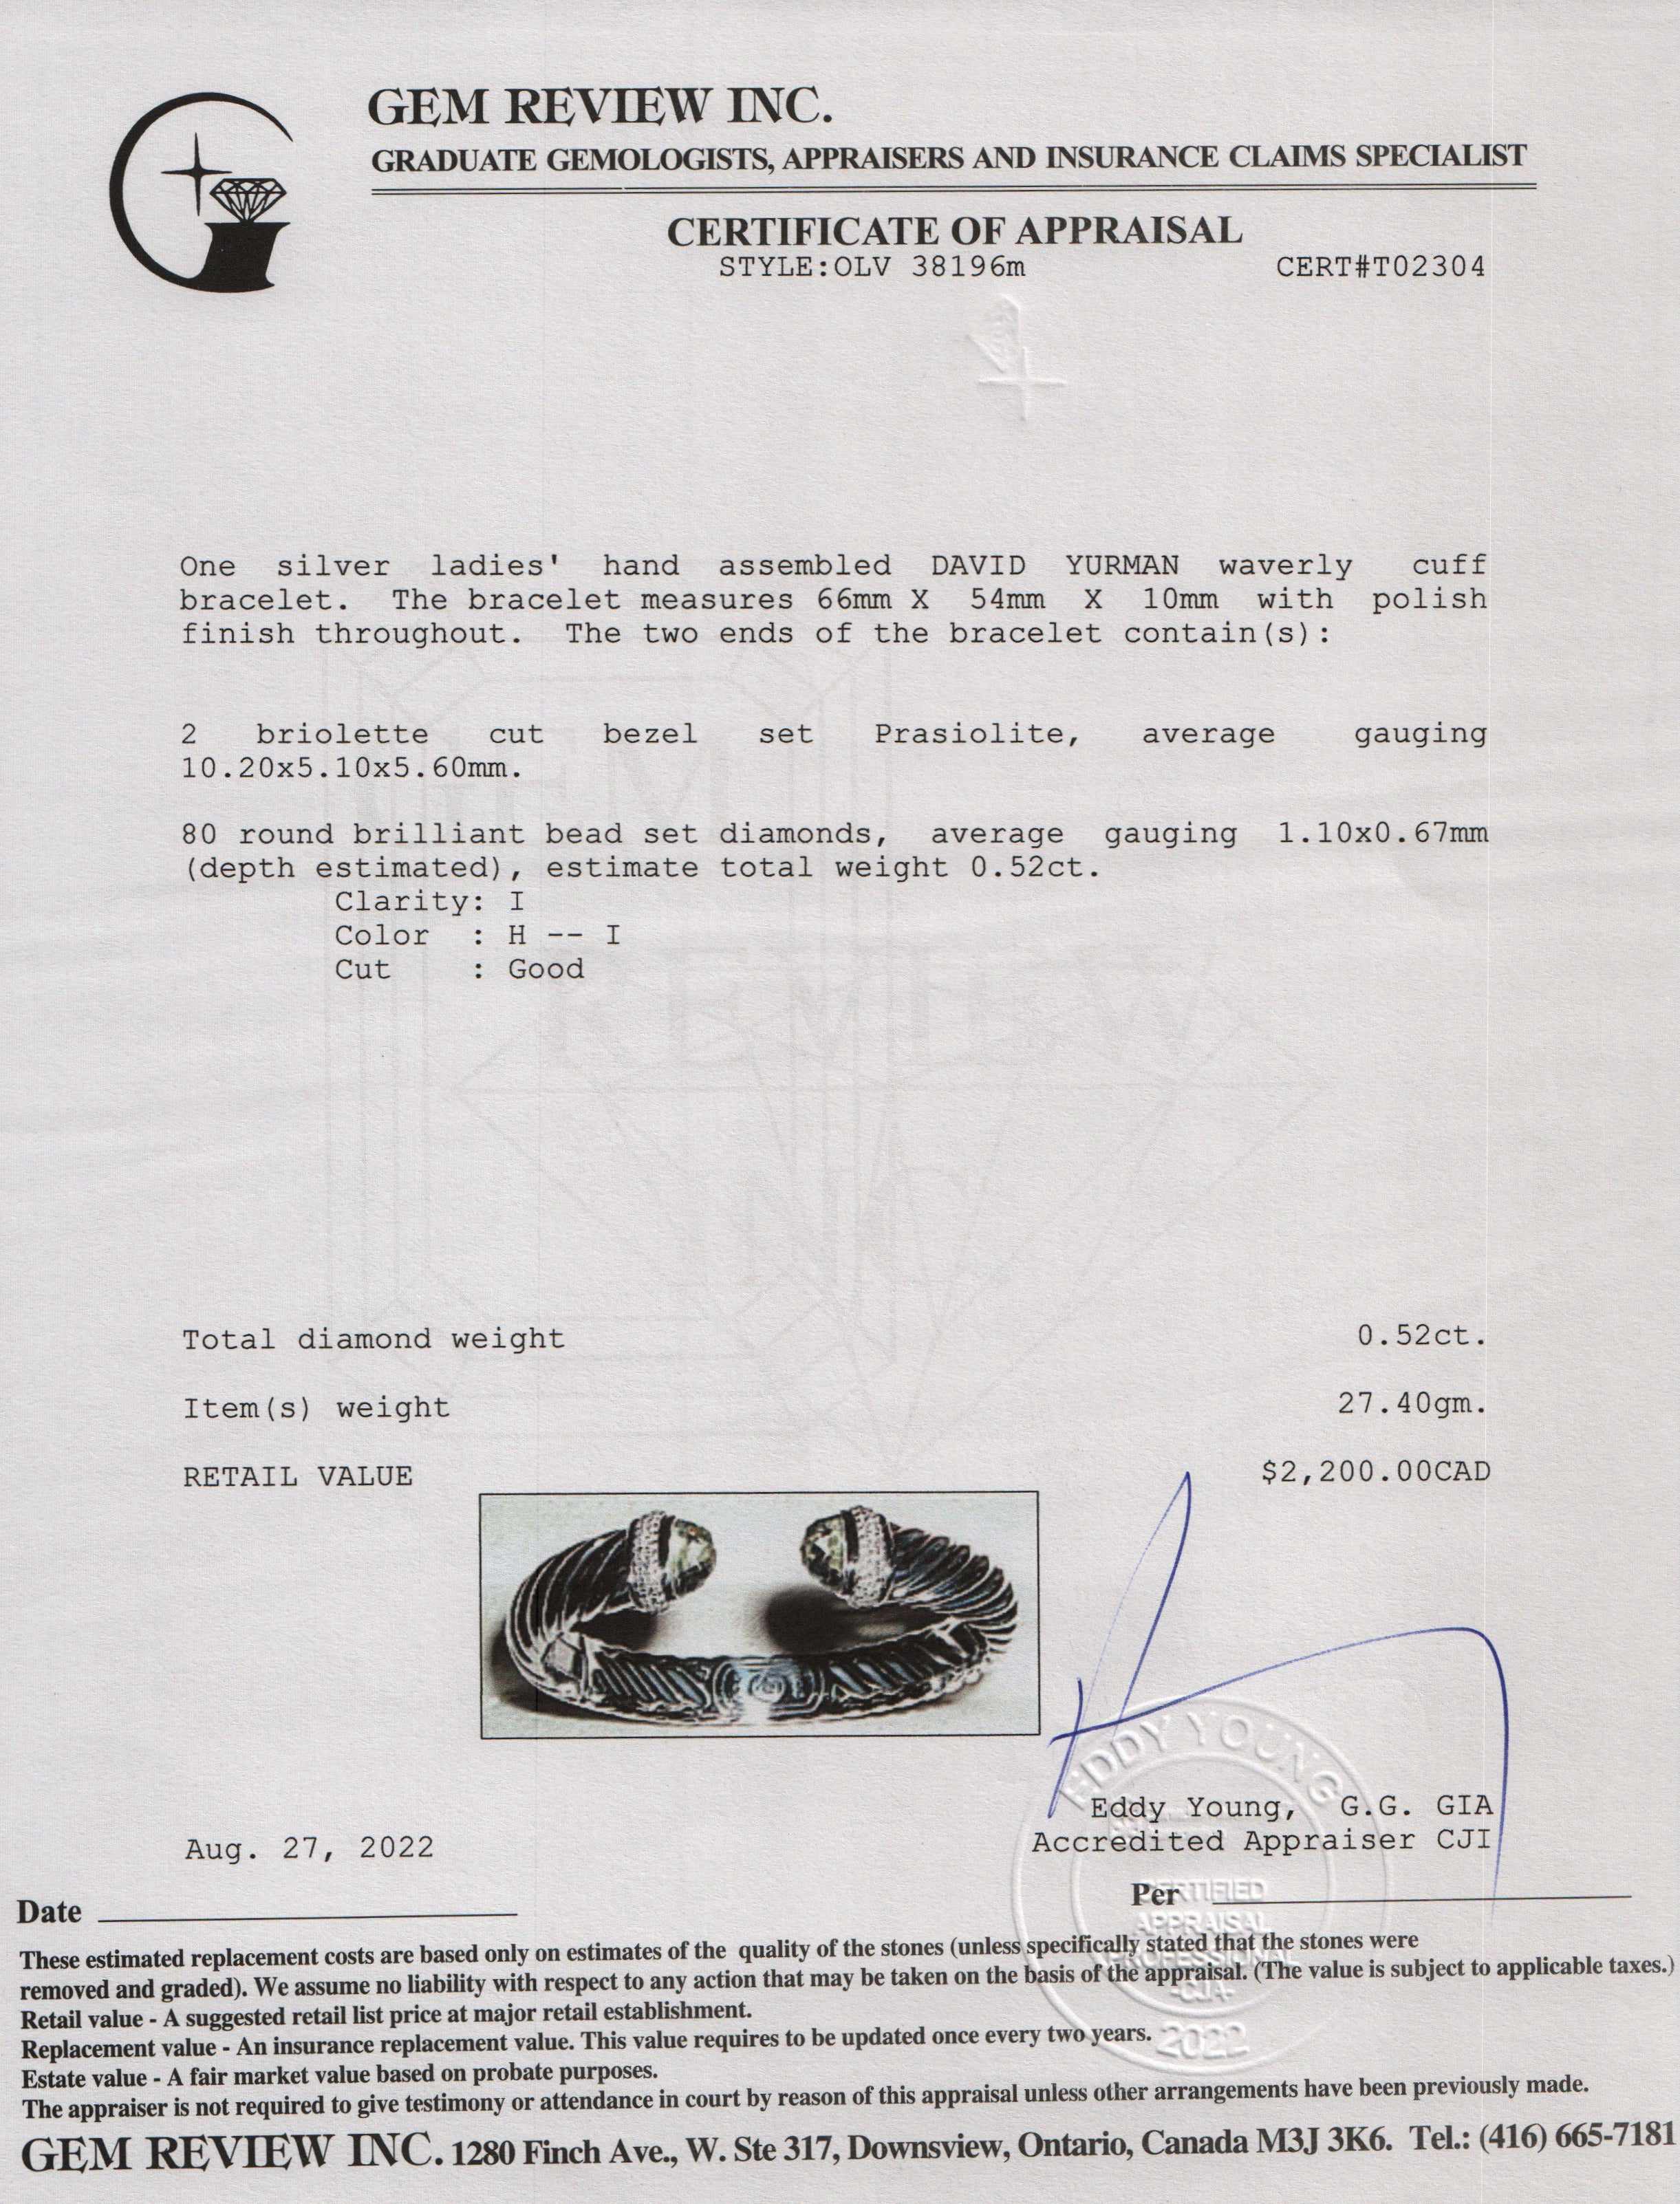 GEM REVIEW INC.
GRADUATE GEMOLOGISTS, APPRAISERS AND INSURANCE CLAIMS SPECIALIST
CERTIFICATE OF APPRAISAL
STYLE:OLV 38196m CERT#T02304
One silver ladies' hand assembled DAVID YURMAN waverly cuff
bracelet. The bracelet measures 66mm X 54mm X 10mm with polish
finish throughout. The two ends of the bracelet contain(s):
2 briolette cut bezel set Prasiolite, average gauging
10.20x5.10x5.60mm.
80 round brilliant bead set diamonds, average gauging 1.10x0.67mm
(depth estimated), estimate total weight 0.52ct.
Clarity: I
Color : H -- I
Cut : Good
GEM
REVIEW
INC
Total diamond weight 0.52ct.
Item(s) weight 27.40gm.
RETAIL VALUE $2,200.00CAD
EDDY YOUNG
Eddy Young, G.G. GIA
Accredited Appraiser CJI
Aug. 27, 2022
Date
Per
CERTIFIED
APPRAISAL
PROFESSIONAL
-CJA-
2022
These estimated replacement costs are based only on estimates of the quality of the stones (unless specifically stated that the stones were
removed and graded). We assume no liability with respect to any action that may be taken on the basis of the appraisal. (The value is subject to applicable taxes.)
Retail value - A suggested retail list price at major retail establishment.
Replacement value - An insurance replacement value. This value requires to be updated once every two years.
Estate value - A fair market value based on probate purposes.
The appraiser is not required to give testimony or attendance in court by reason of this appraisal unless other arrangements have been previously made.
GEM REVIEW INC. 1280 Finch Ave., W. Ste 317, Downsview, Ontario, Canada M3J 3K6. Tel.: (416) 665-7181